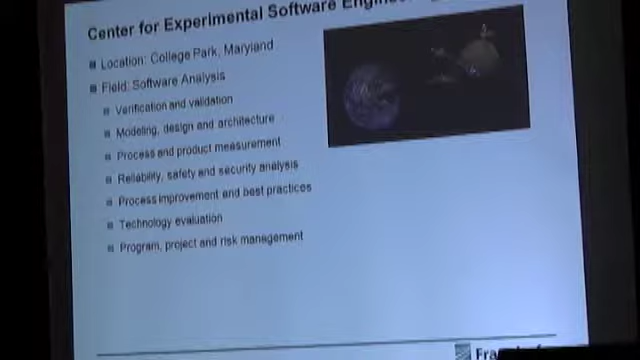 Center for Experimental Software
Location: College Park, Maryland
Field: Software Analysis
Verification and validation
Modeling, design and architecture
Process and product measurement
Reliability, safety and security analysis
Process improvement and best practices
Technology evaluation
Program, project and risk management